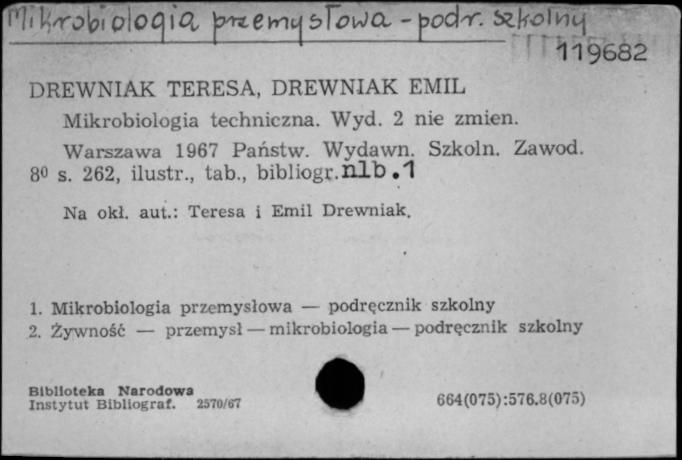 Mikrobiologia przemysłowa - podr. szkolny
119682
DREWNIAK TERESA, DREWNIAK EMIL
Mikrobiologia techniczna. Wyd. 2 nie zmien.
Warszawa 1967 Państw. Wydawn. Szkoln. Zawod.
8⁰ s. 262, ilustr., tab., bibliogr. nlb.1
Na okł. aut.: Teresa i Emil Drewniak.
1. Mikrobiologia przemysłowa — podręcznik szkolny
2. Żywność — przemysł — mikrobiologia — podręcznik szkolny
Biblioteka Narodowa
Instytut Bibliograf. 2570/67
664(075):576.8(075)